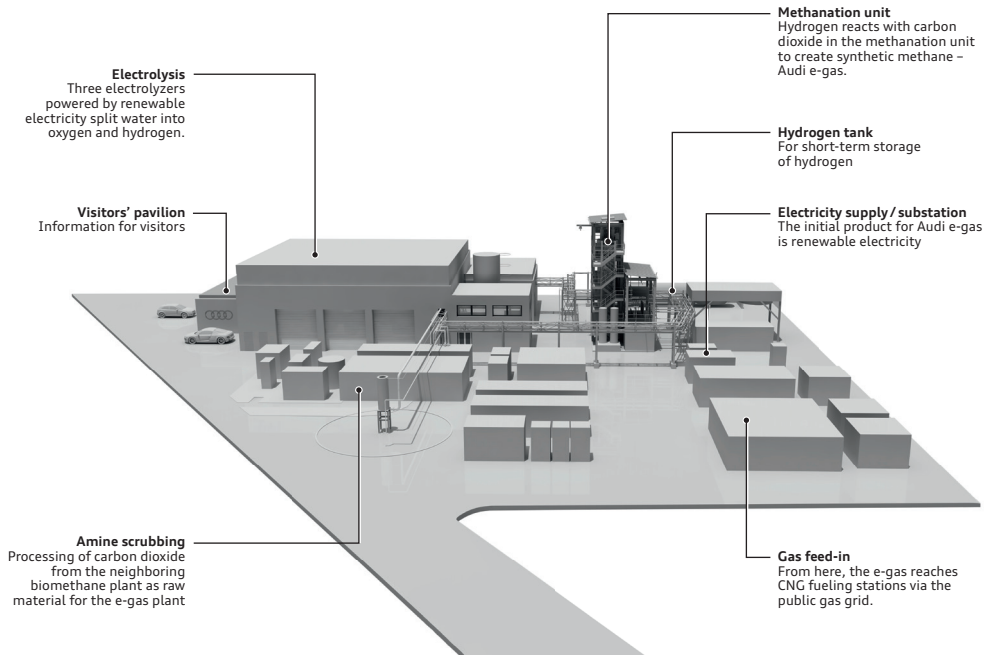 Methanation unit
Hydrogen reacts with carbon
dioxide in the methanation unit
to create synthetic methane –
Audi e-gas.
Electrolysis
Three electrolyzers
powered by renewable
electricity split water into
oxygen and hydrogen.
Hydrogen tank
For short-term storage
of hydrogen
Visitors’ pavilion
Information for visitors
Electricity supply / substation
The initial product for Audi e-gas
is renewable electricity
Amine scrubbing
Processing of carbon dioxide
from the neighboring
biomethane plant as raw
material for the e-gas plant
Gas feed-in
From here, the e-gas reaches
CNG fueling stations via the
public gas grid.